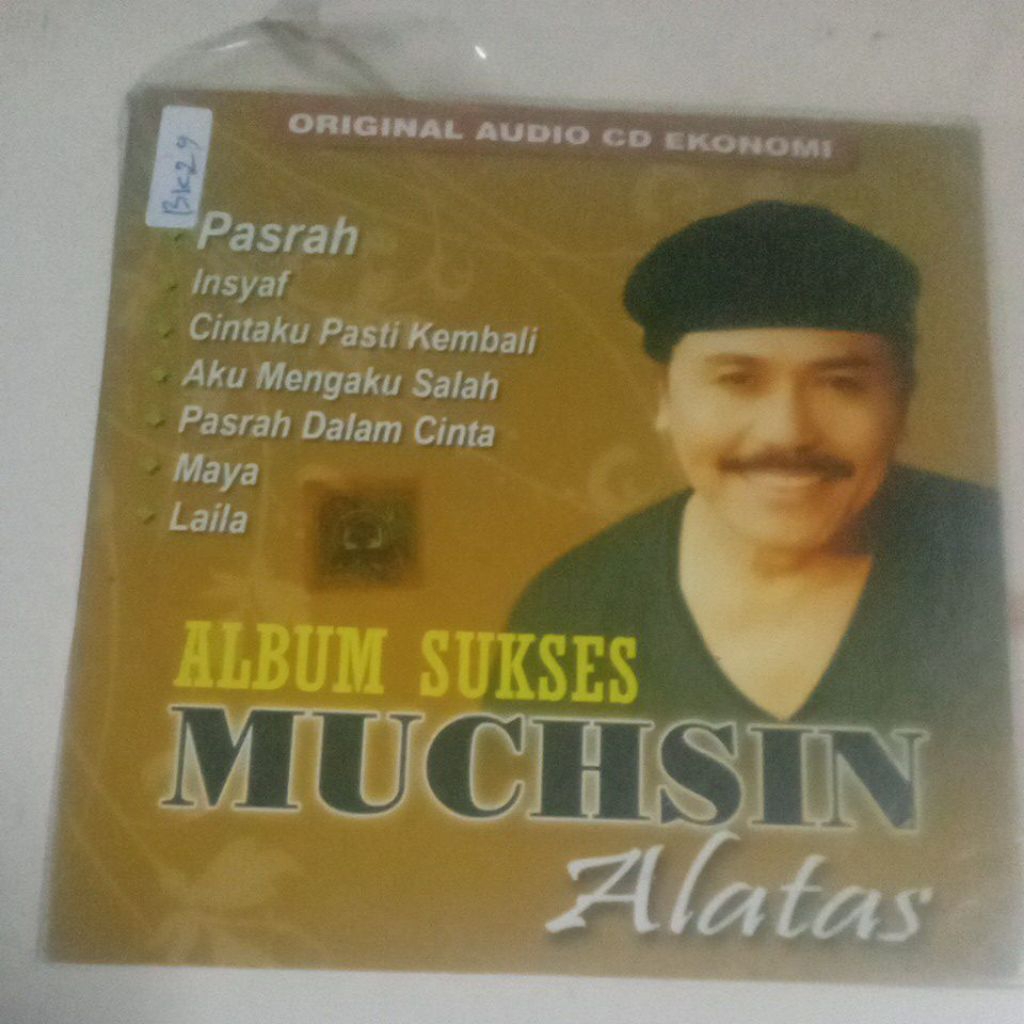 ORIGINAL AUDIO CD EKONOMI
BK29
Pasrah
Insyaf
Cintaku Pasti Kembali
Aku Mengaku Salah
Pasrah Dalam Cinta
Maya
Laila
ALBUM SUKSES
MUCHSIN
Alatas